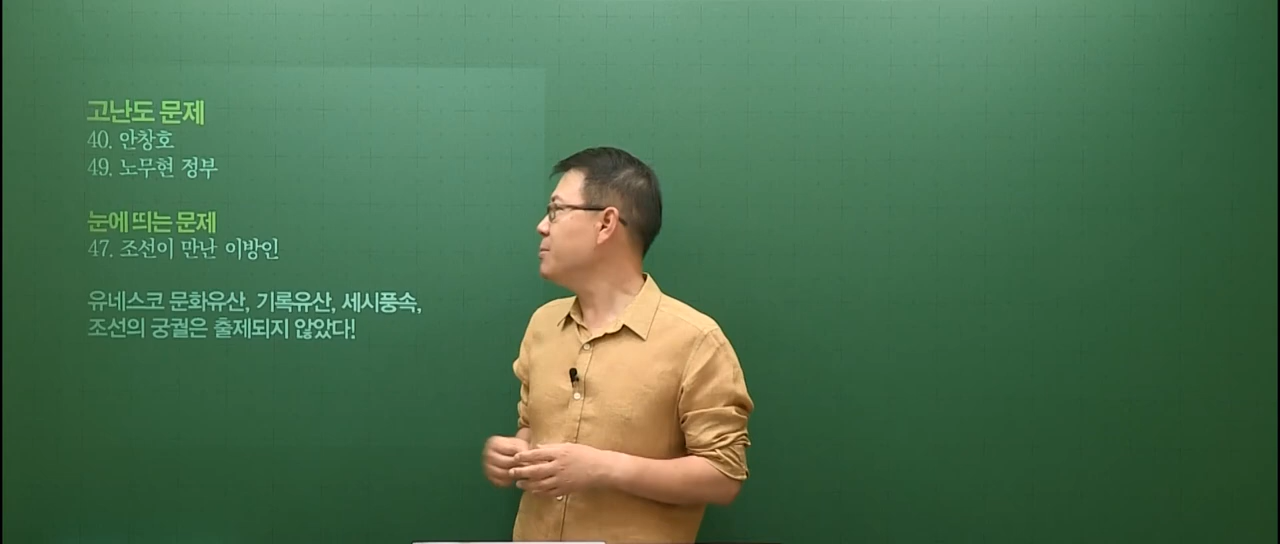 고난도 문제
40. 안창호
49. 노무현 정부
눈에 띄는 문제
47. 조선이 만난 이방인
유네스코 문화유산, 기록유산, 세시풍속,
조선의 궁궐은 출제되지 않았다!